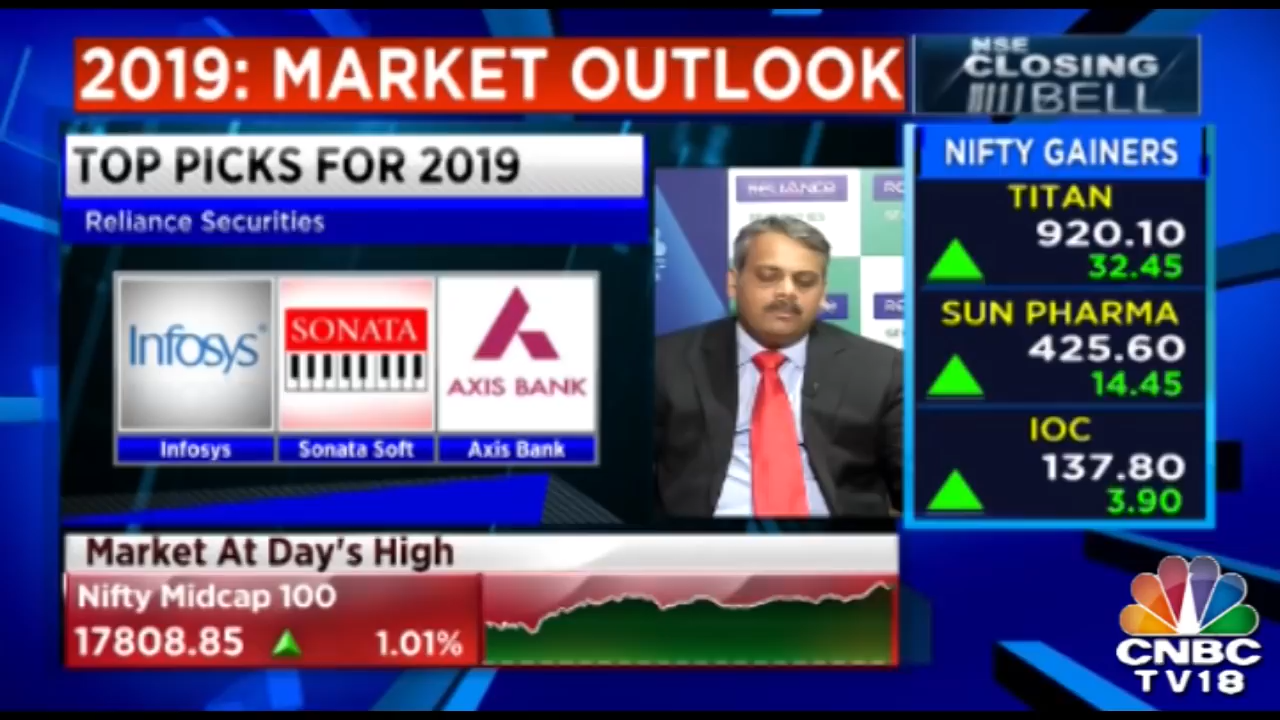 2019: MARKET OUTLOOK
NSE
CLOSING
BELL
TOP PICKS FOR 2019
Reliance Securities
Infosys
SONATA
AXIS BANK
Infosys
Sonata Soft
Axis Bank
RELIANCE
NIFTY GAINERS
TITAN
920.10
32.45
SUN PHARMA
425.60
14.45
IOC
137.80
3.90
Market At Day's High
Nifty Midcap 100
17808.85
1.01%
CNBC
TV18